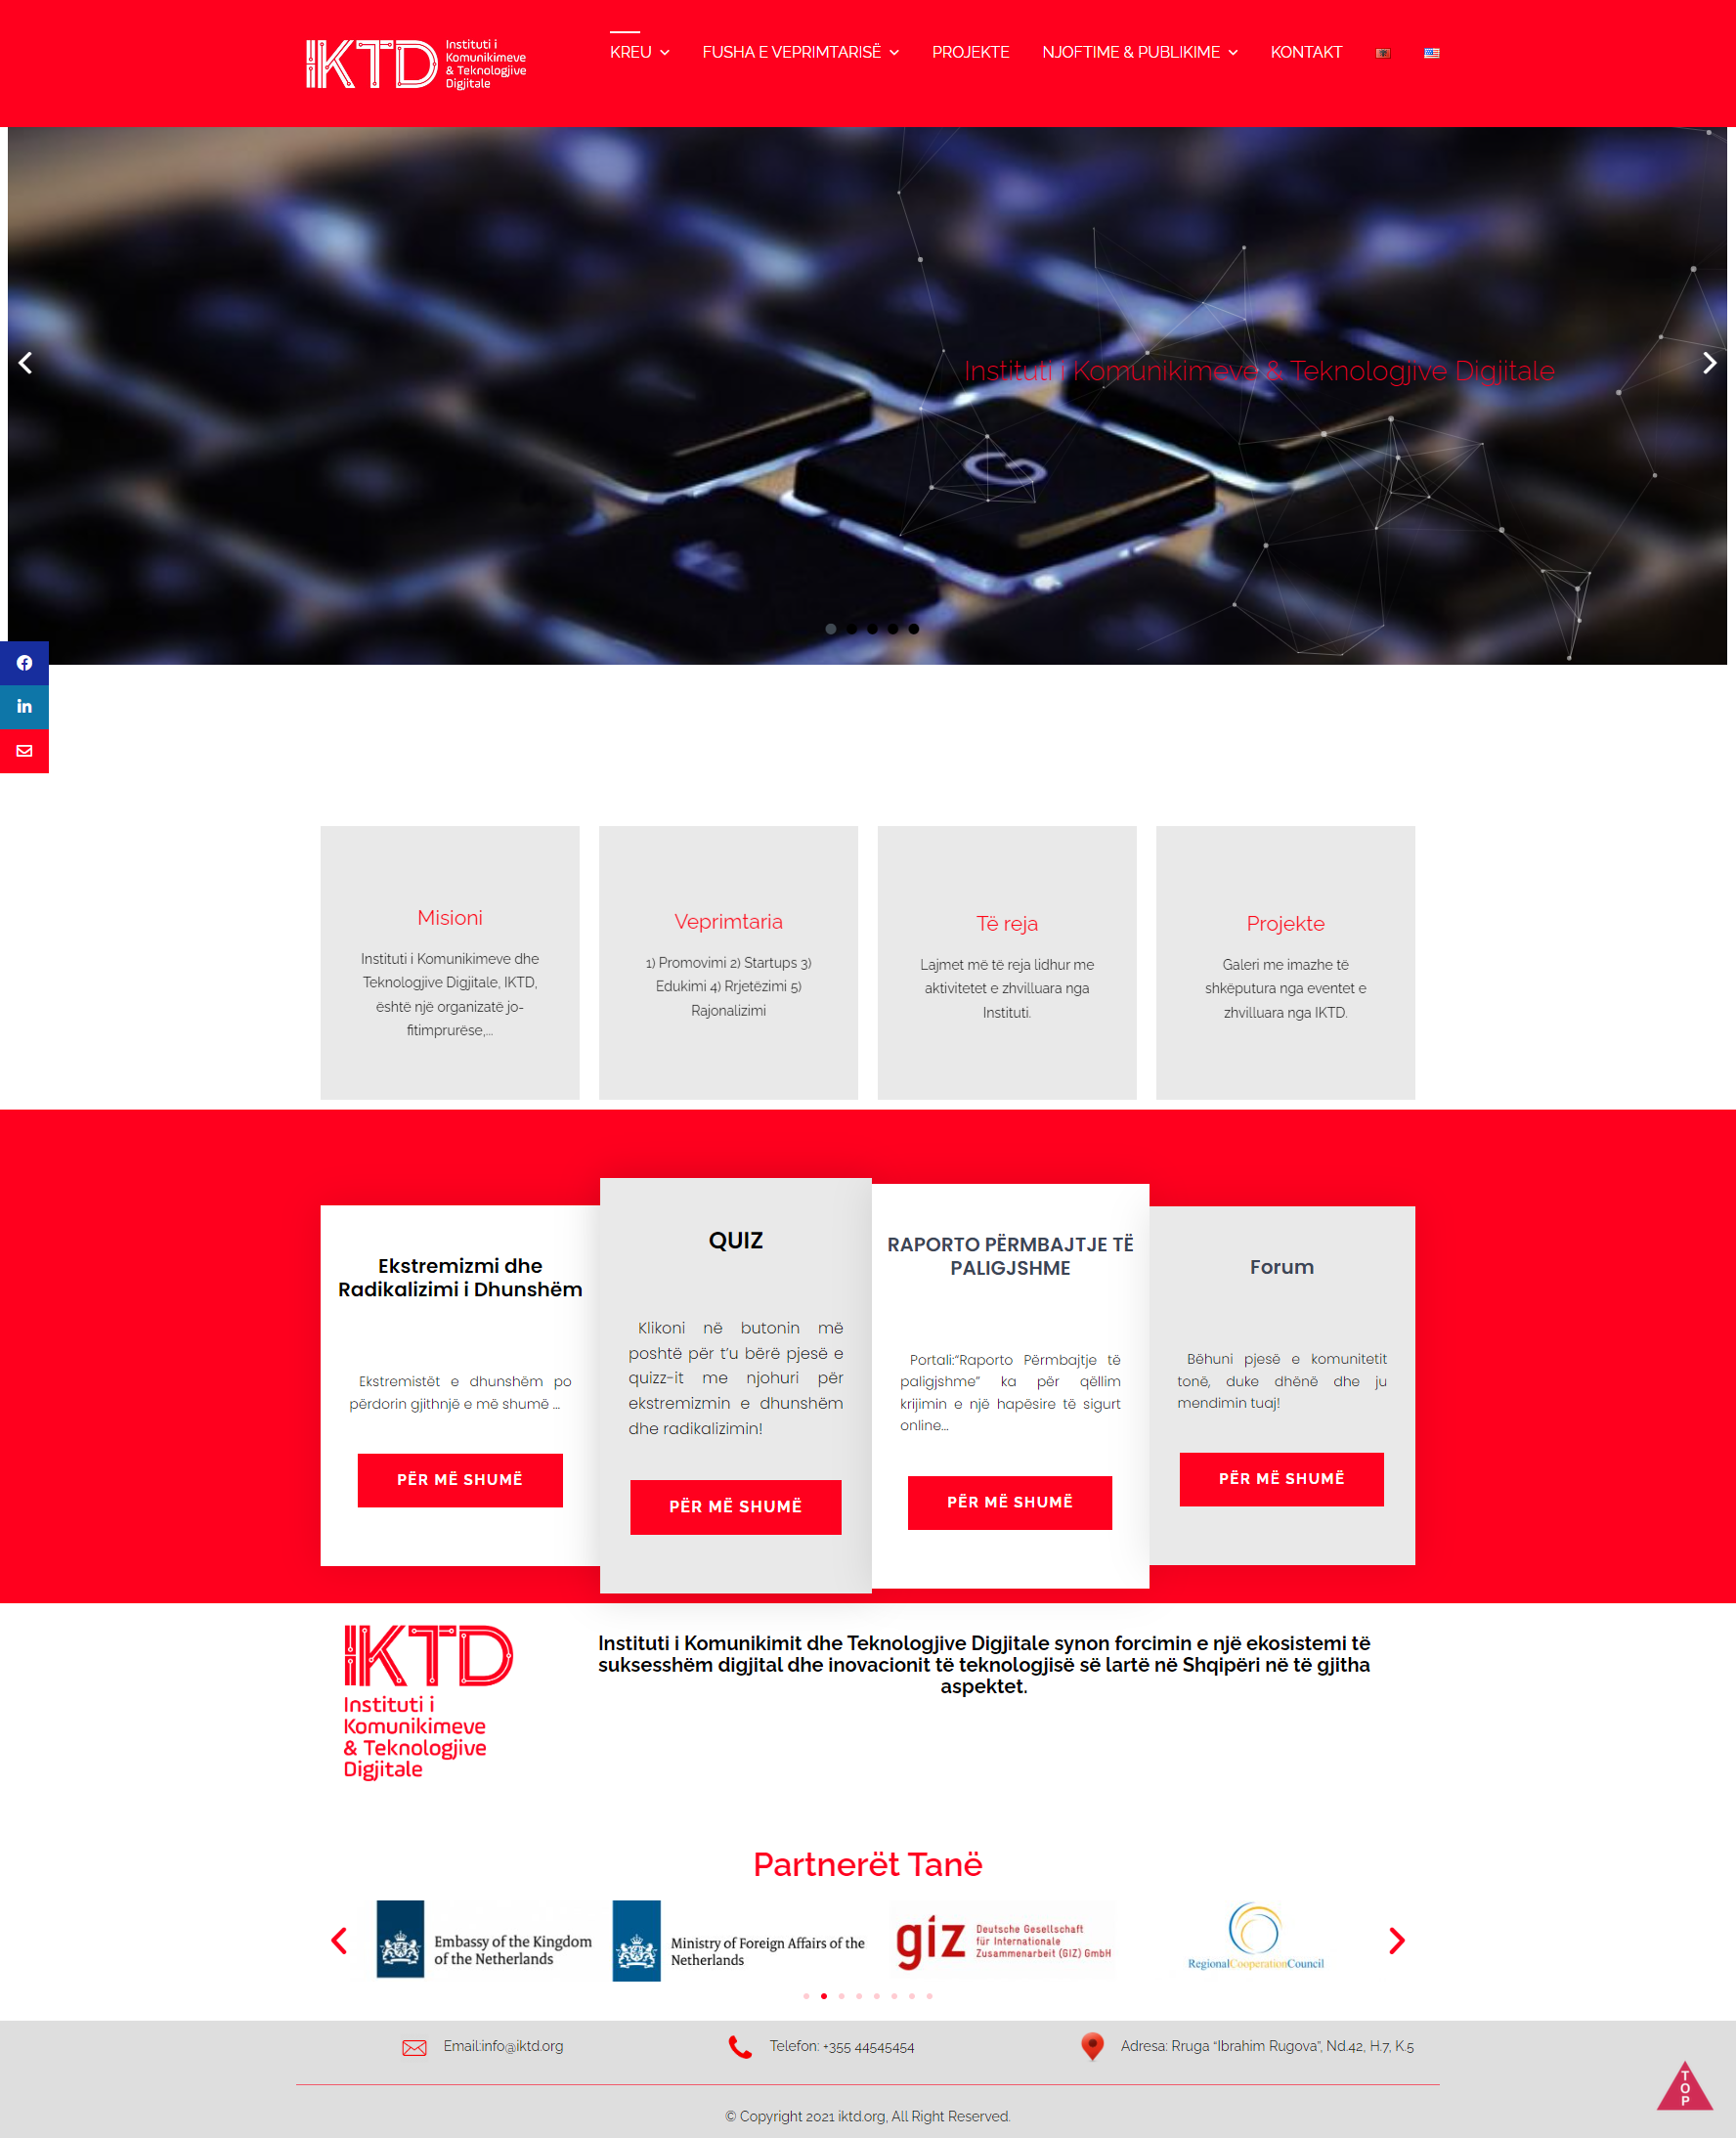 IKTD
Instituti i
Komunikimeve
& Teknologjive
Digjitale
KREU
FUSHA E VEPRIMTARISË
PROJEKTE
NJOFTIME & PUBLIKIME
KONTAKT
Instituti i Komunikimeve & Teknologjive Digjitale
Misioni
Instituti i Komunikimeve dhe
Teknologjive Digjitale, IKTD,
është një organizatë jo-
fitimprurëse,...
Veprimtaria
1) Promovimi 2) Startups 3)
Edukimi 4) Rrjetëzimi 5)
Rajonalizimi
Të reja
Lajmet më të reja lidhur me
aktivitetet e zhvilluara nga
Instituti.
Projekte
Galeri me imazhe të
shkëputura nga eventet e
zhvilluara nga IKTD.
Ekstremizmi dhe
Radikalizimi i Dhunshëm
Ekstremistët e dhunshëm po
përdorin gjithnjë e më shumë ...
PËR MË SHUMË
QUIZ
Klikoni në butonin më
poshtë për t’u bërë pjesë e
quizz-it me njohuri për
ekstremizmin e dhunshëm
dhe radikalizimin!
PËR MË SHUMË
RAPORTO PËRMBAJTJE TË
PALIGJSHME
Portali:“Raporto Përmbajtje të
paligjshme” ka për qëllim
krijimin e një hapësire të sigurt
online...
PËR MË SHUMË
Forum
Bëhuni pjesë e komunitetit
tonë, duke dhënë dhe ju
mendimin tuaj!
PËR MË SHUMË
IKTD
Instituti i
Komunikimeve
& Teknologjive
Digjitale
Instituti i Komunikimit dhe Teknologjive Digjitale synon forcimin e një ekosistemi të
suksesshëm digjital dhe inovacionit të teknologjisë së lartë në Shqipëri në të gjitha
aspektet.
Partnerët Tanë
Embassy of the Kingdom
of the Netherlands
Ministry of Foreign Affairs of the
Netherlands
giz
Deutsche Gesellschaft
für Internationale
Zusammenarbeit (GIZ) GmbH
RegionalCooperationCouncil
Email:info@iktd.org
Telefon: +355 44545454
Adresa: Rruga “Ibrahim Rugova”, Nd.42, H.7, K.5
TOP
© Copyright 2021 iktd.org, All Right Reserved.